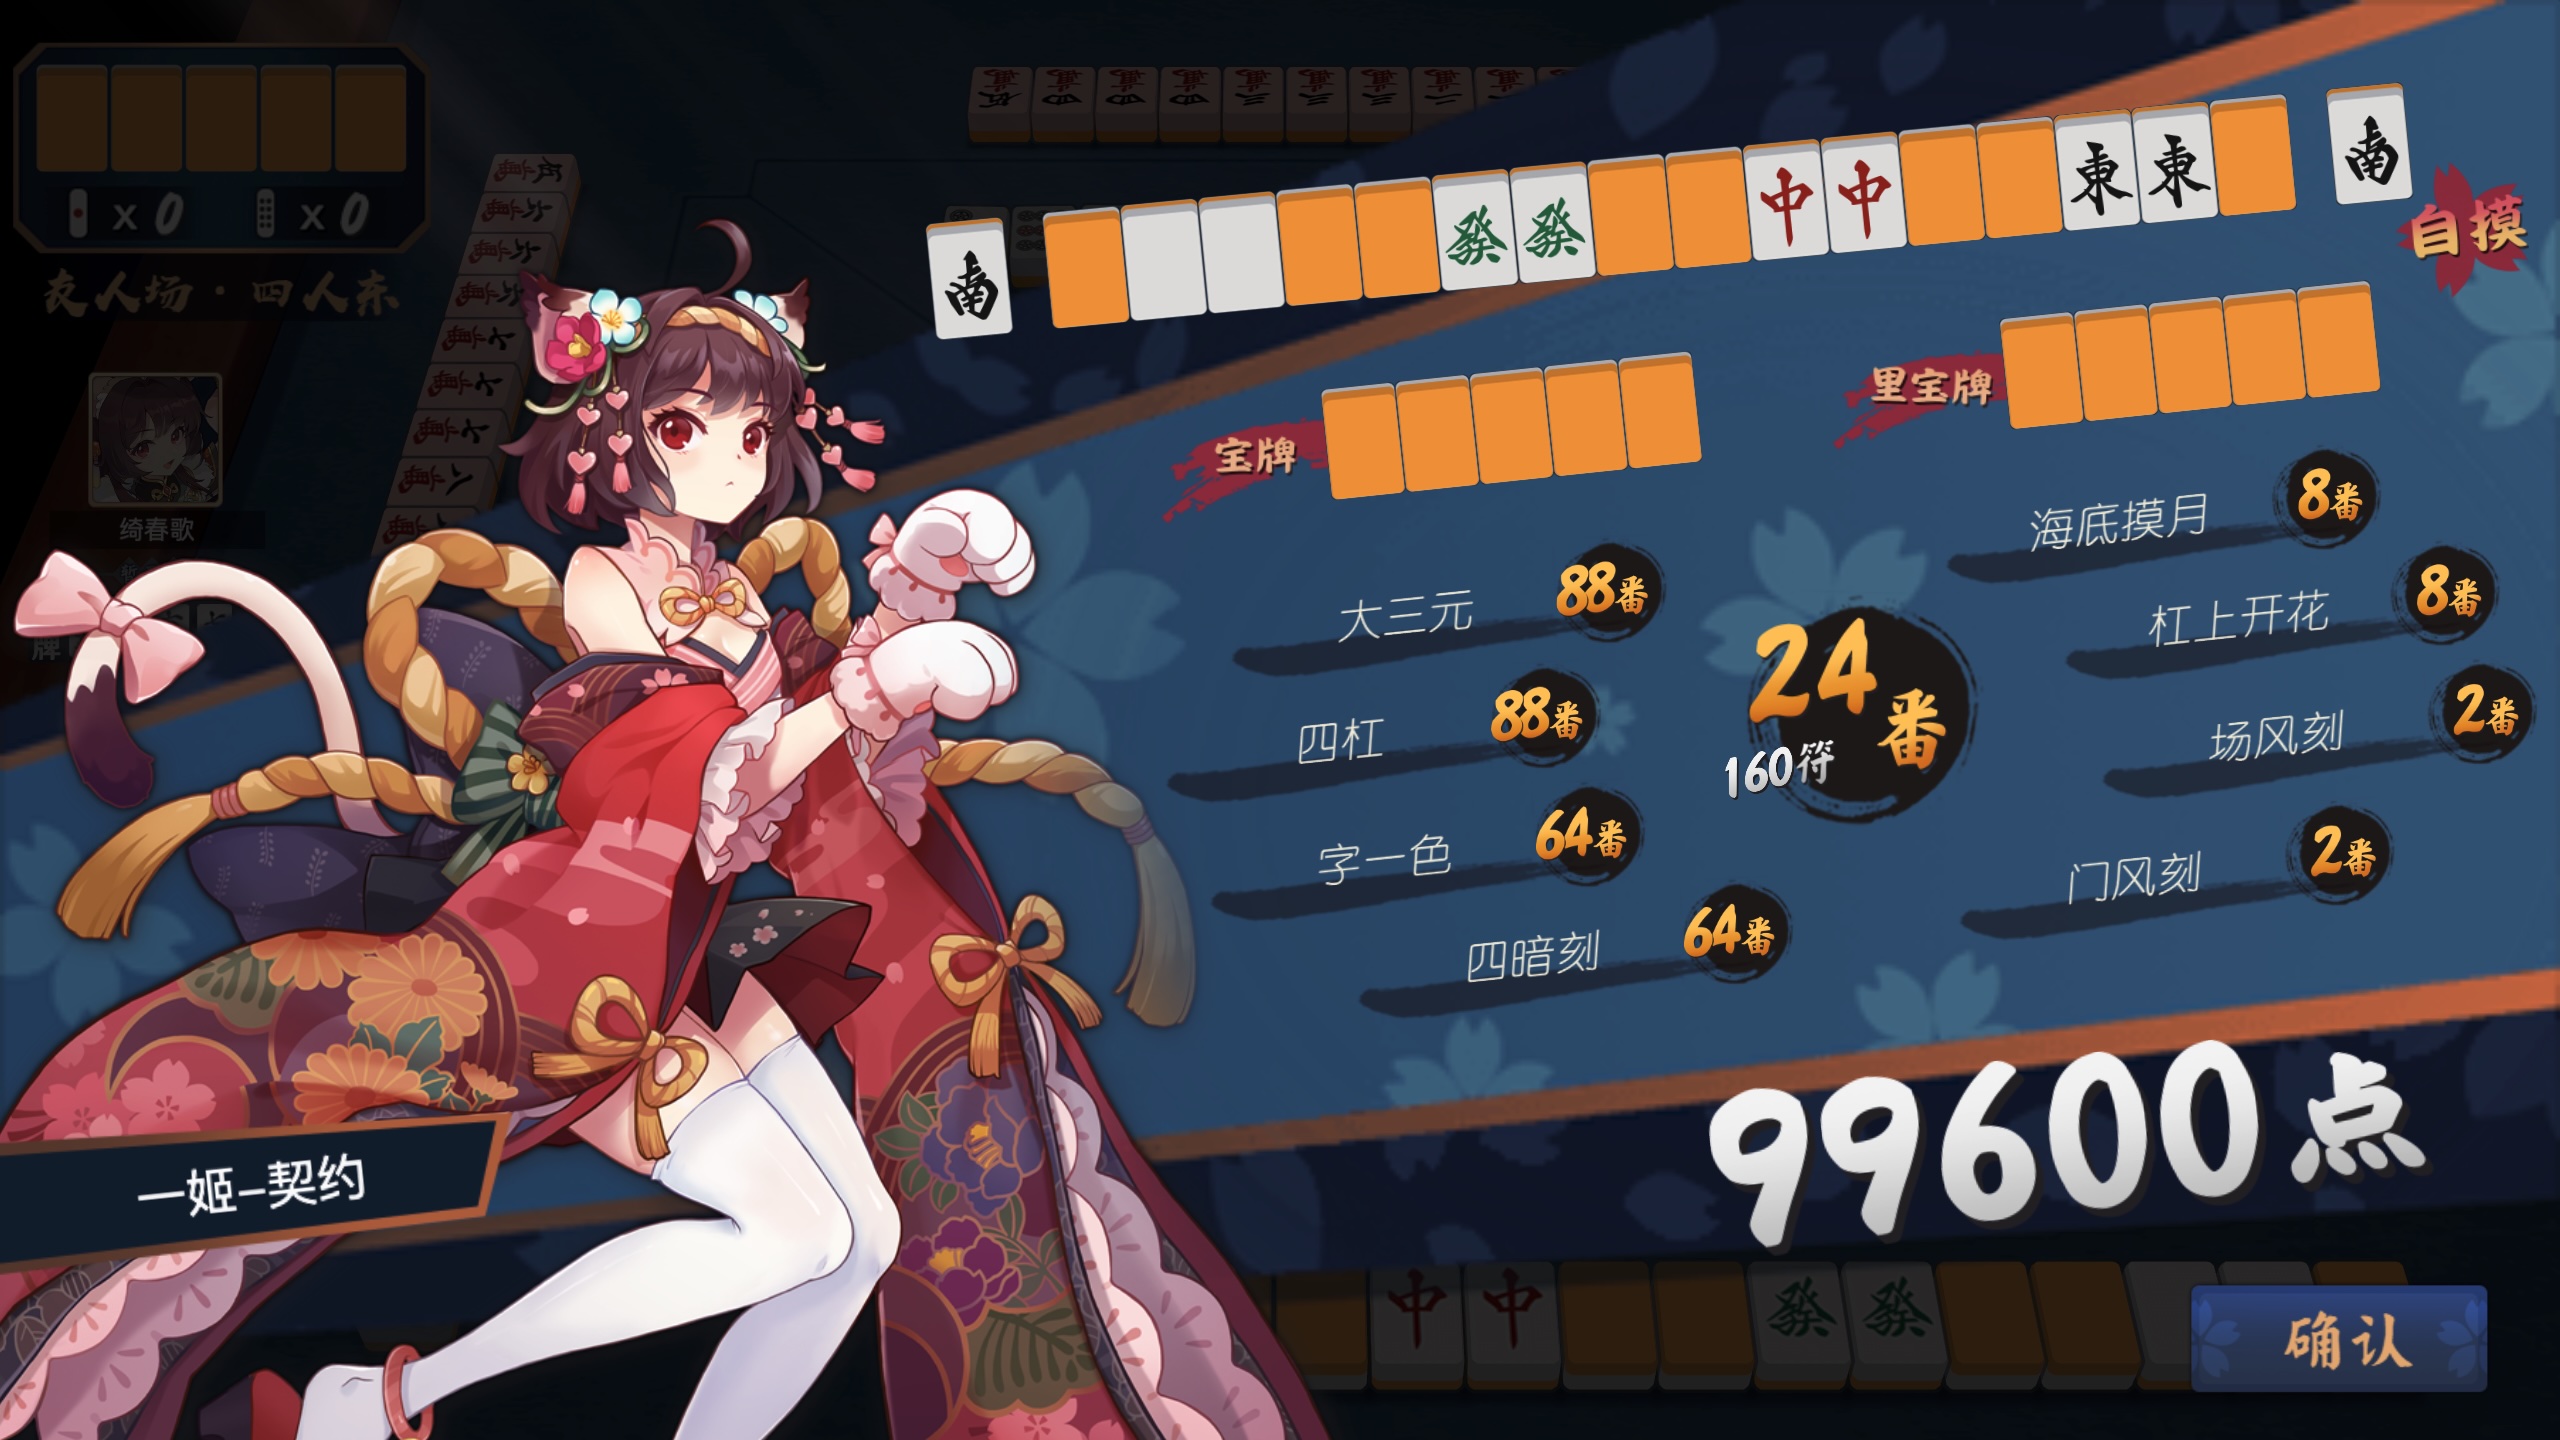 x 0
x 0
友人场·四人东
绮春歌
南 發 發 中 中 東 東 南
自摸
宝牌
里宝牌
大三元 88番
四杠 88番
字一色 64番
四暗刻 64番
24番
160符
海底摸月 8番
杠上开花 8番
场风刻 2番
门风刻 2番
99600点
一姬-契约
中 中 發 發
确认